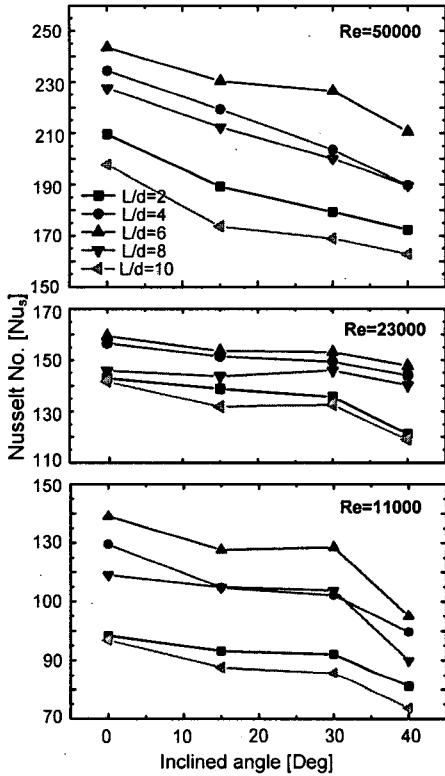 250
Re=50000
230
210
190
L/d=2
L/d=4
170
L/d=6
L/d=8
150
L/d=10
Nusselt No. [Nuₛ]
170
Re=23000
150
130
110
150
Re=11000
130
100
90
70
0 10 20 30 40
Inclined angle [Deg]